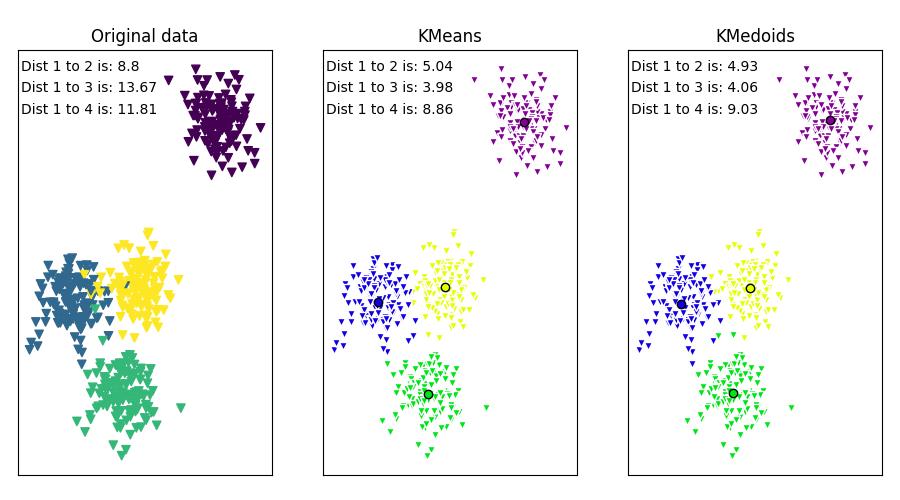 Original data
Dist 1 to 2 is: 8.8
Dist 1 to 3 is: 13.67
Dist 1 to 4 is: 11.81
KMeans
Dist 1 to 2 is: 5.04
Dist 1 to 3 is: 3.98
Dist 1 to 4 is: 8.86
KMedoids
Dist 1 to 2 is: 4.93
Dist 1 to 3 is: 4.06
Dist 1 to 4 is: 9.03